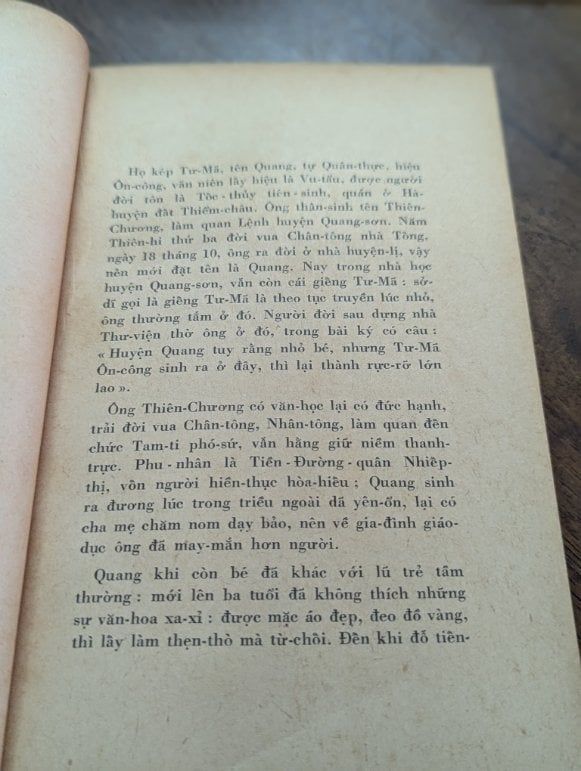 Họ kép Tư-Mã, tên Quang, tự Quân-thực, hiện
Ôn-công, văn niên lấy hiệu là Vu-tẩu, được người
đời tôn là Tôc-thủy tiên-sinh, quán ở Hà-
huyện đất Thiểm-châu. Ông thân-sinh tên Thiên-
Chương, làm quan Lệnh huyện Quang-sơn. Năm
Thiên-hi thứ ba đời vua Chân-tông nhà Tống,
ngày 18 tháng 10, ông ra đời ở nhà huyện-lị, vậy
nên mới đặt tên là Quang. Nay trong nhà học
huyện Quang-sơn, vẫn còn cái giếng Tư-Mã : sở-
dĩ gọi là giếng Tư-Mã là theo tục truyền lúc nhỏ,
ông thường tắm ở đó. Người đời sau dựng nhà
Thư-viện thờ ông ở đó, trong bài ký có câu :
« Huyện Quang tuy rằng nhỏ bé, nhưng Tư-Mã
Ôn-công sinh ra ở đây, thì lại thành rực-rỡ lớn
lao ».
Ông Thiên-Chương có văn-học lại có đức hạnh,
trải đời vua Chân-tông, Nhân-tông, làm quan đến
chức Tam-ti phó-sứ, vẫn hằng giữ niềm thanh-
trực. Phu-nhân là Tiền-Đường-quân Nhiếp-
thị, vốn người hiền-thục hòa-hiếu ; Quang sinh
ra đương lúc trong triều ngoài dã yên-ổn, lại có
cha mẹ chăm nom dạy bảo, nên về gia-đình giáo-
dục ông đã may-mắn hơn người.
Quang khi còn bé đã khác với lũ trẻ tầm
thường : mới lên ba tuổi đã không thích những
sự văn-hoa xa-xỉ : được mặc áo đẹp, đeo đồ vàng,
thì lấy làm thẹn-thò mà từ-chối. Đến khi đỗ tiến-